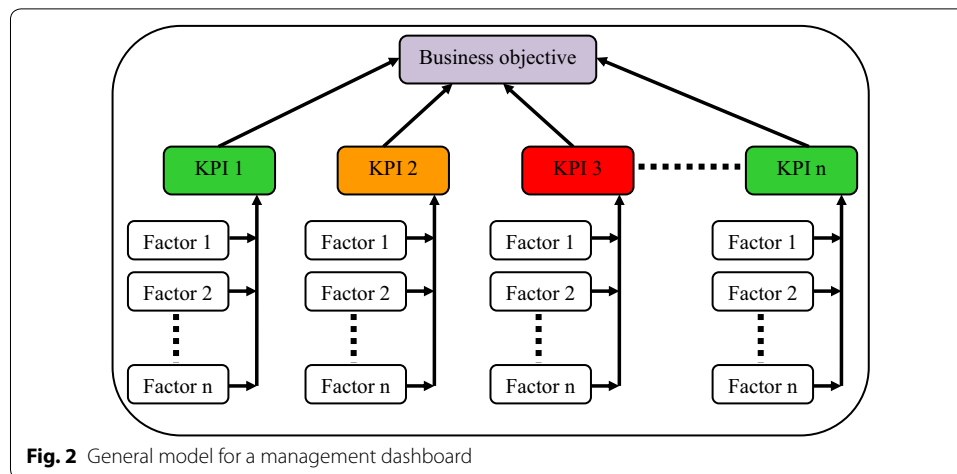 Business objective
KPI 1
KPI 2
KPI 3
KPI n
Factor 1
Factor 1
Factor 1
Factor 1
Factor 2
Factor 2
Factor 2
Factor 2
Factor n
Factor n
Factor n
Factor n
Fig. 2 General model for a management dashboard